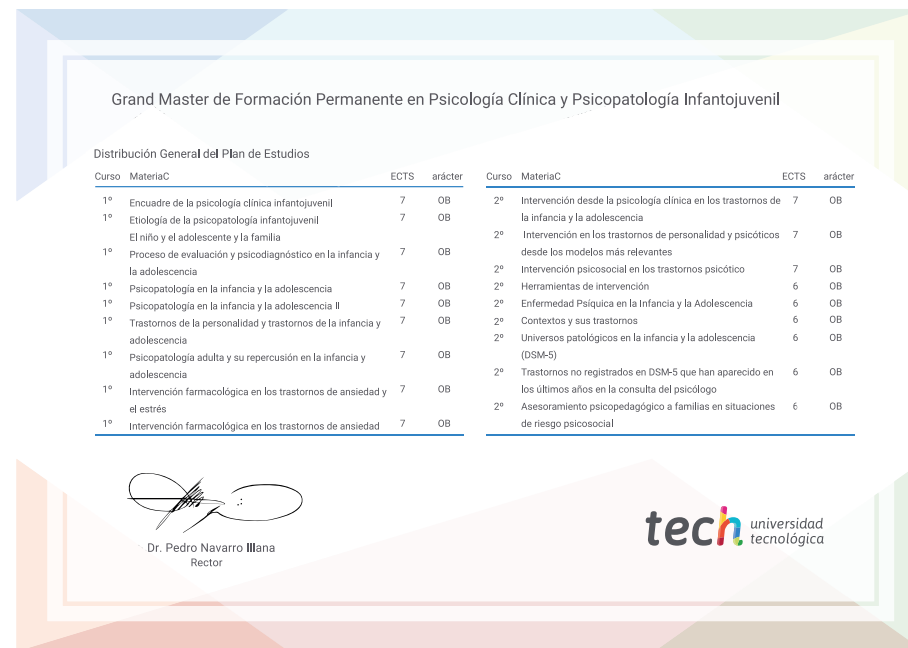 Grand Master de Formación Permanente en Psicología Clínica y Psicopatología Infantojuvenil
Distribución General del Plan de Estudios
Curso MateriaC ECTS arácter
1º Encuadre de la psicología clínica infantojuvenil 7 OB
1º Etiología de la psicopatología infantojuvenil 7 OB
El niño y el adolescente y la familia
1º Proceso de evaluación y psicodiagnóstico en la infancia y 7 OB
la adolescencia
1º Psicopatología en la infancia y la adolescencia 7 OB
1º Psicopatología en la infancia y la adolescencia II 7 OB
1º Trastornos de la personalidad y trastornos de la infancia y 7 OB
adolescencia
1º Psicopatología adulta y su repercusión en la infancia y 7 OB
adolescencia
1º Intervención farmacológica en los trastornos de ansiedad y 7 OB
el estrés
1º Intervención farmacológica en los trastornos de ansiedad 7 OB
Curso MateriaC ECTS arácter
2º Intervención desde la psicología clínica en los trastornos de 7 OB
la infancia y la adolescencia
2º Intervención en los trastornos de personalidad y psicóticos 7 OB
desde los modelos más relevantes
2º Intervención psicosocial en los trastornos psicótico 7 OB
2º Herramientas de intervención 6 OB
2º Enfermedad Psíquica en la Infancia y la Adolescencia 6 OB
2º Contextos y sus trastornos 6 OB
2º Universos patológicos en la infancia y la adolescencia 6 OB
(DSM-5)
2º Trastornos no registrados en DSM-5 que han aparecido en 6 OB
los últimos años en la consulta del psicólogo
2º Asesoramiento psicopedagógico a familias en situaciones 6 OB
de riesgo psicosocial
Dr. Pedro Navarro Illana
Rector
tech universidad
tecnológica